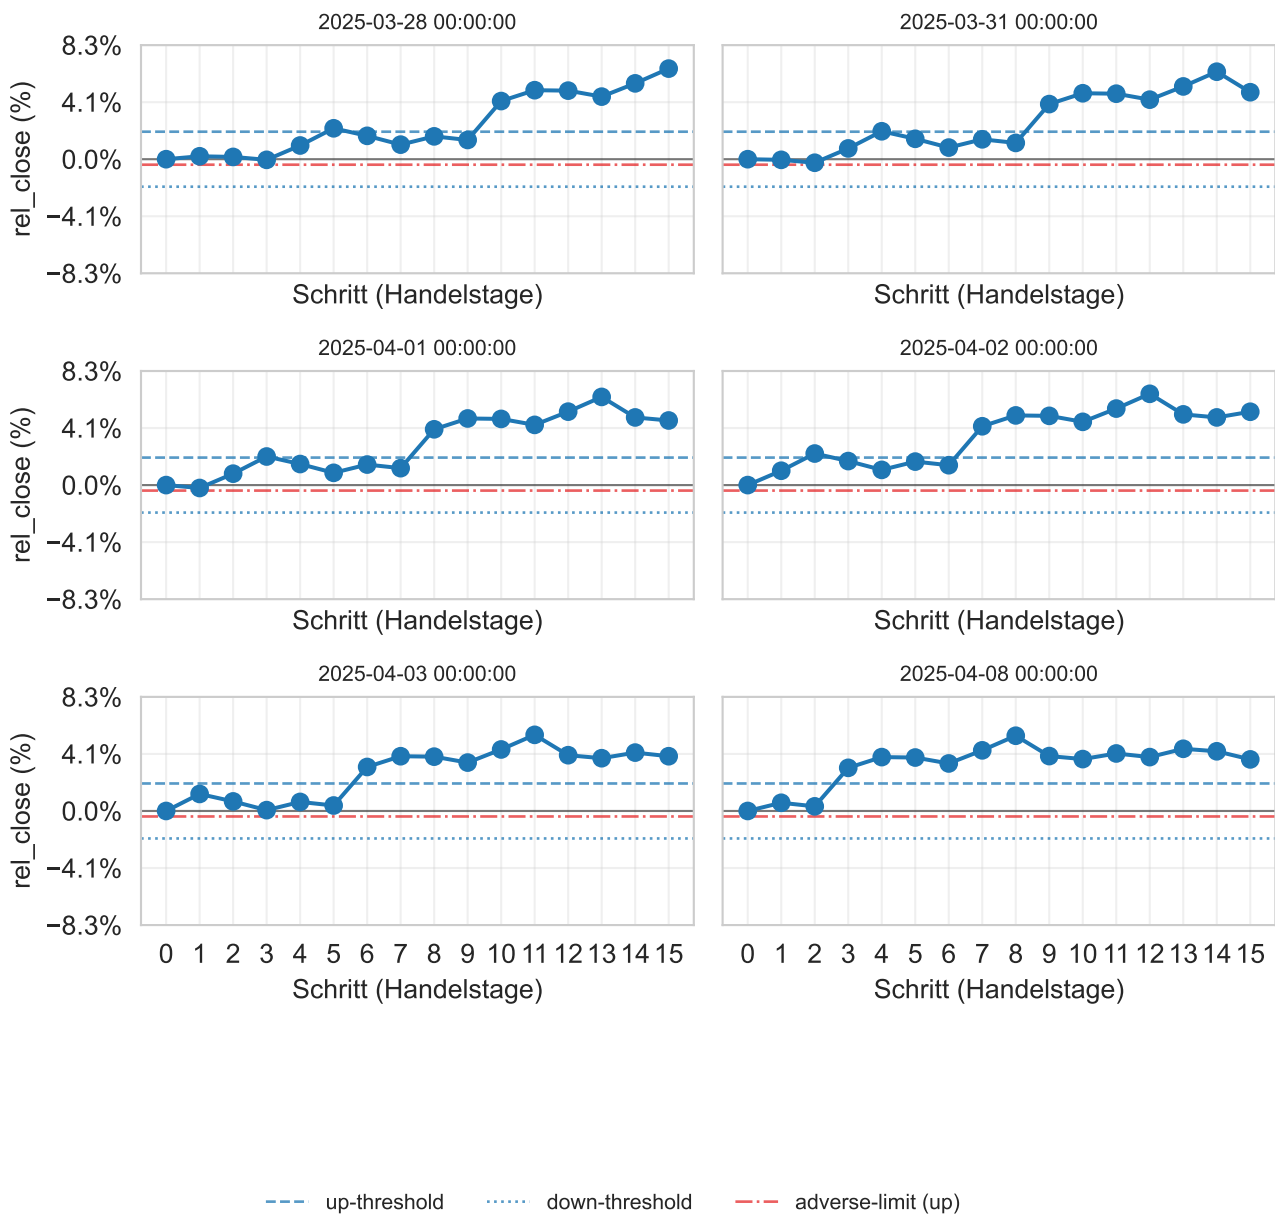 2025-03-28 00:00:00
2025-03-31 00:00:00
8.3%
4.1%
0.0%
−4.1%
−8.3%
rel_close (%)
Schritt (Handelstage)
Schritt (Handelstage)
2025-04-01 00:00:00
2025-04-02 00:00:00
8.3%
4.1%
0.0%
−4.1%
−8.3%
rel_close (%)
Schritt (Handelstage)
Schritt (Handelstage)
2025-04-03 00:00:00
2025-04-08 00:00:00
8.3%
4.1%
0.0%
−4.1%
−8.3%
rel_close (%)
0 1 2 3 4 5 6 7 8 9 10 11 12 13 14 15
0 1 2 3 4 5 6 7 8 9 10 11 12 13 14 15
Schritt (Handelstage)
Schritt (Handelstage)
up-threshold
down-threshold
adverse-limit (up)